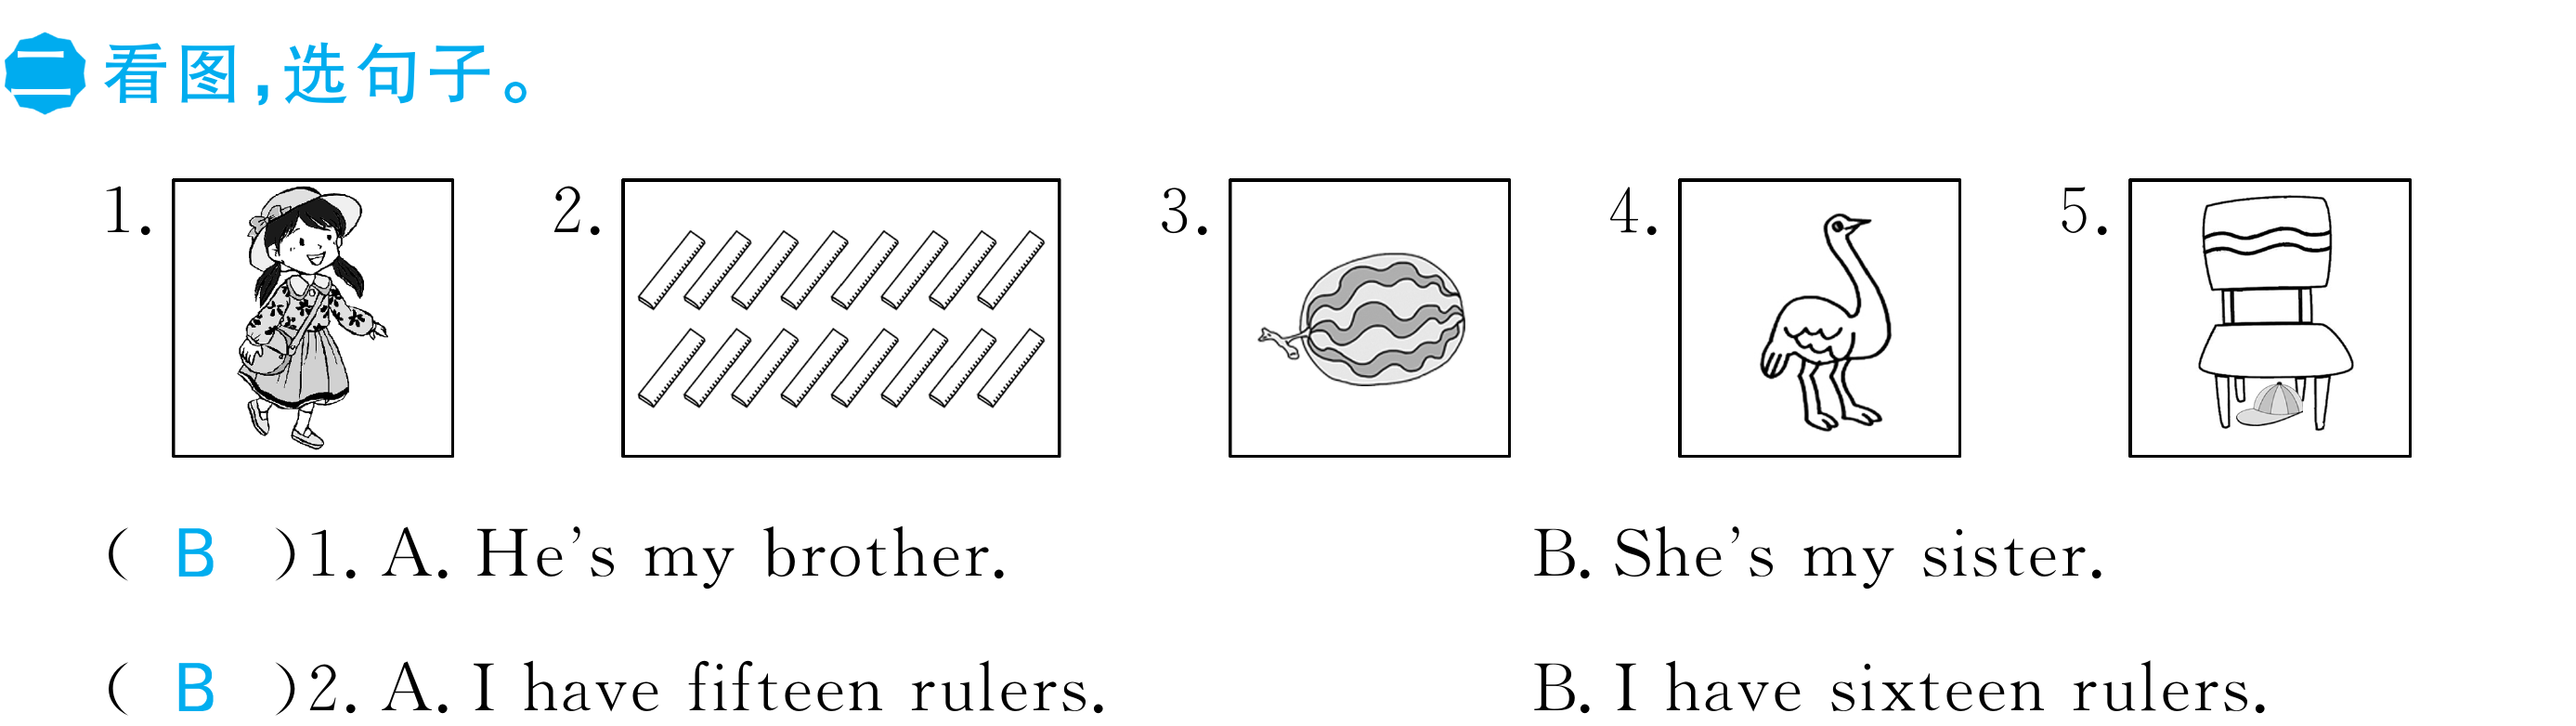 二 看图,选句子。
1. 2. 3. 4. 5.
( B )1. A. He's my brother. B. She's my sister.
( B )2. A. I have fifteen rulers. B. I have sixteen rulers.